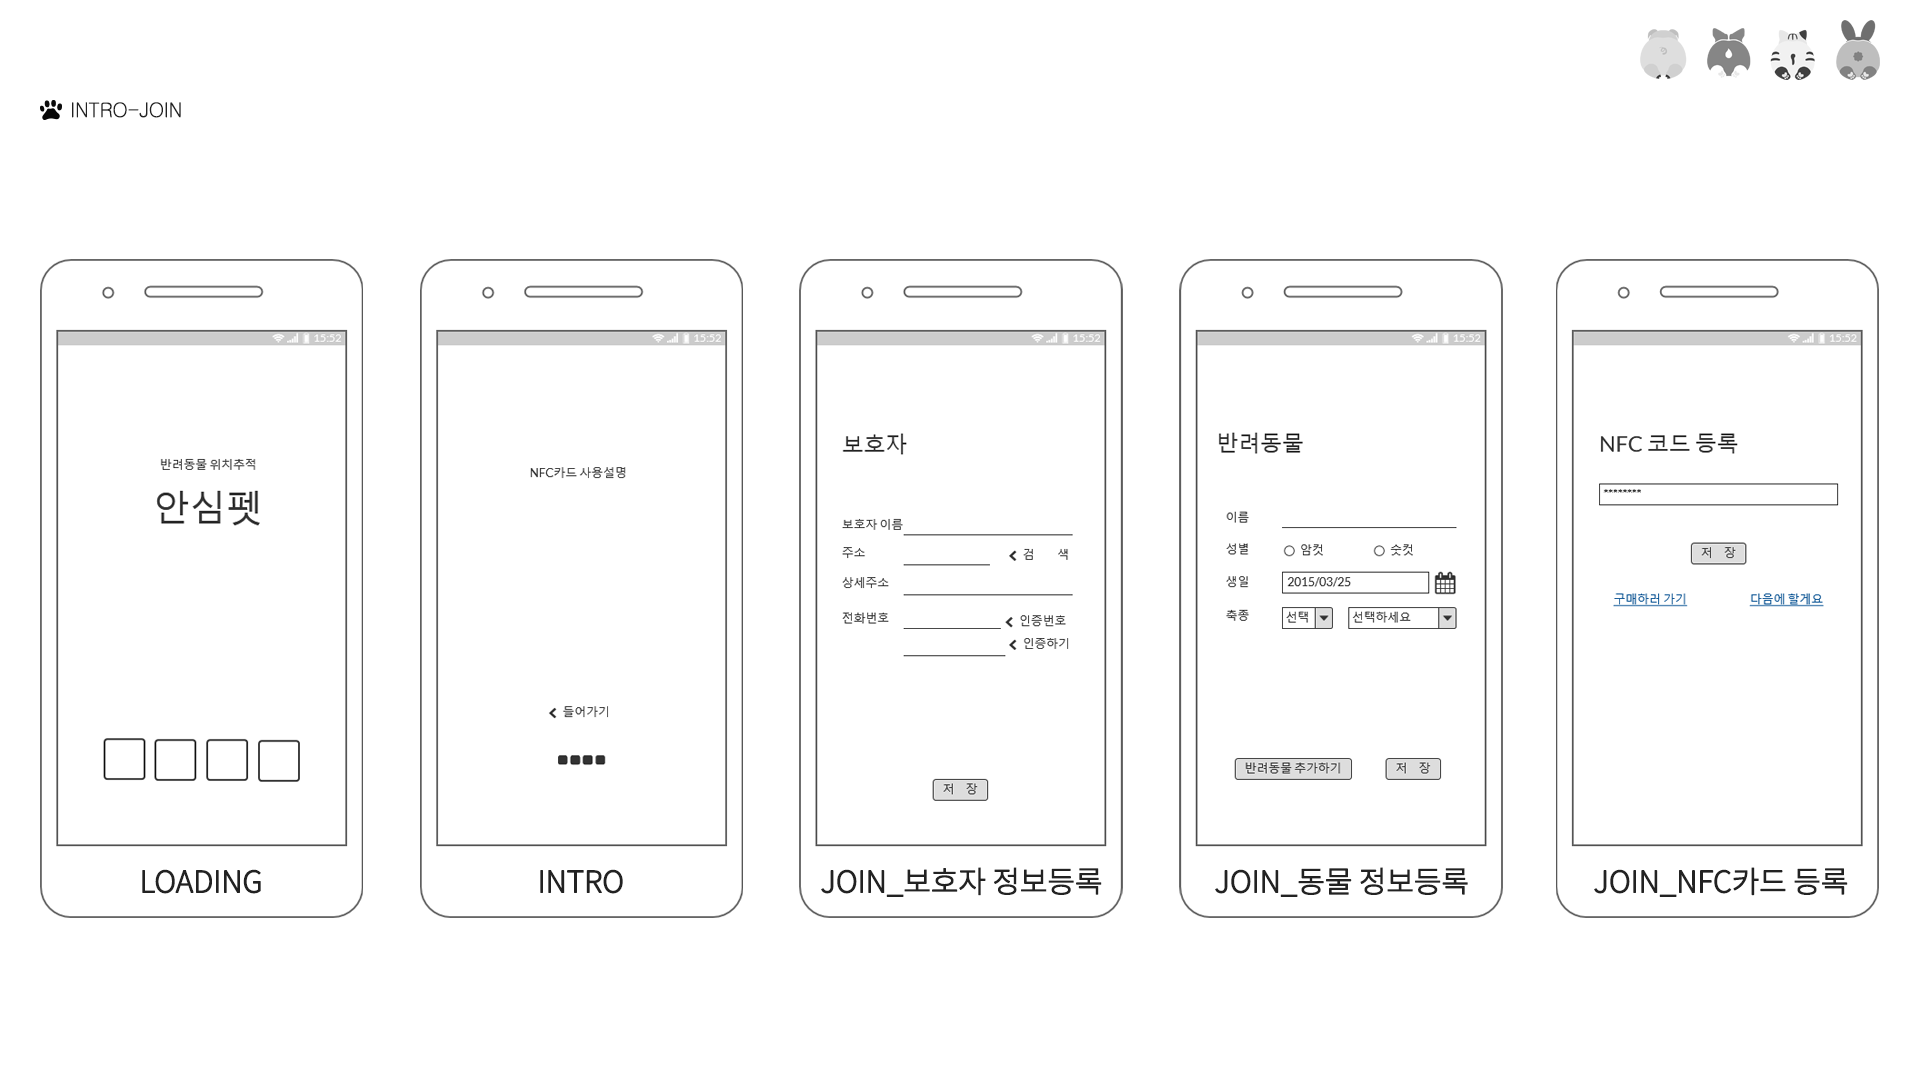 INTRO-JOIN
15:52
반려동물 위치추적
안심펫
LOADING
15:52
NFC카드 사용설명
들어가기
INTRO
15:52
보호자
보호자 이름
주소 검 색
상세주소
전화번호 인증번호
인증하기
저 장
JOIN_보호자 정보등록
15:52
반려동물
이름
성별 암컷 숫컷
생일 2015/03/25
축종 선택 선택하세요
반려동물 추가하기 저 장
JOIN_동물 정보등록
15:52
NFC 코드 등록
********
저 장
구매하러 가기 다음에 할게요
JOIN_NFC카드 등록